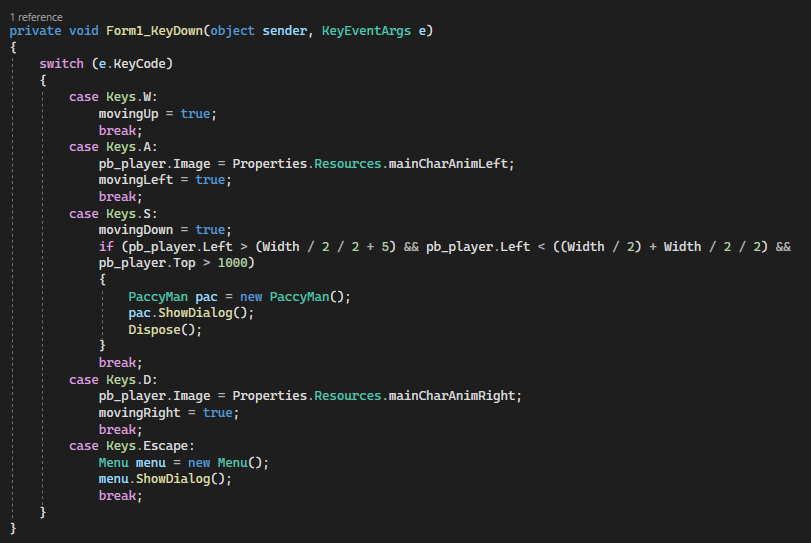 1 reference
private void Form1_KeyDown(object sender, KeyEventArgs e)
{
    switch (e.KeyCode)
    {
        case Keys.W:
            movingUp = true;
            break;
        case Keys.A:
            pb_player.Image = Properties.Resources.mainCharAnimLeft;
            movingLeft = true;
            break;
        case Keys.S:
            movingDown = true;
            if (pb_player.Left > (Width / 2 / 2 + 5) && pb_player.Left < ((Width / 2) + Width / 2 / 2) &&
            pb_player.Top > 1000)
            {
                PaccyMan pac = new PaccyMan();
                pac.ShowDialog();
                Dispose();
            }
            break;
        case Keys.D:
            pb_player.Image = Properties.Resources.mainCharAnimRight;
            movingRight = true;
            break;
        case Keys.Escape:
            Menu menu = new Menu();
            menu.ShowDialog();
            break;
    }
}